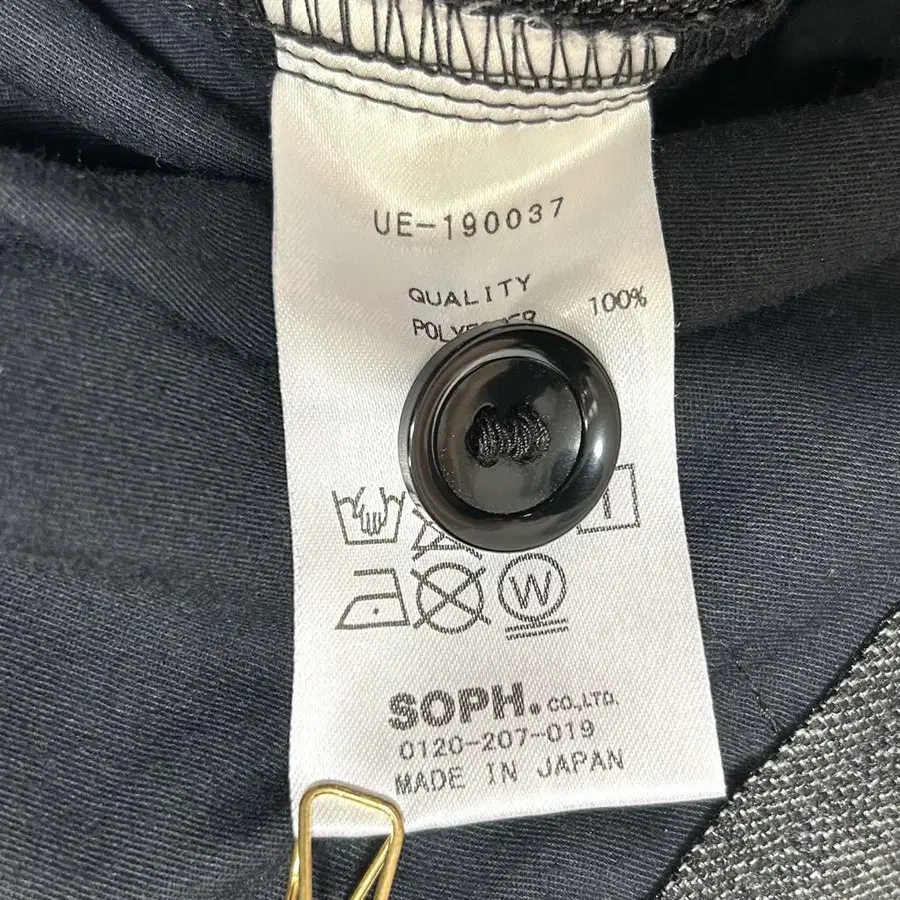 UE-190037
QUALITY
100%
W
SOPH. CO.,LTD.
0120-207-019
MADE IN JAPAN